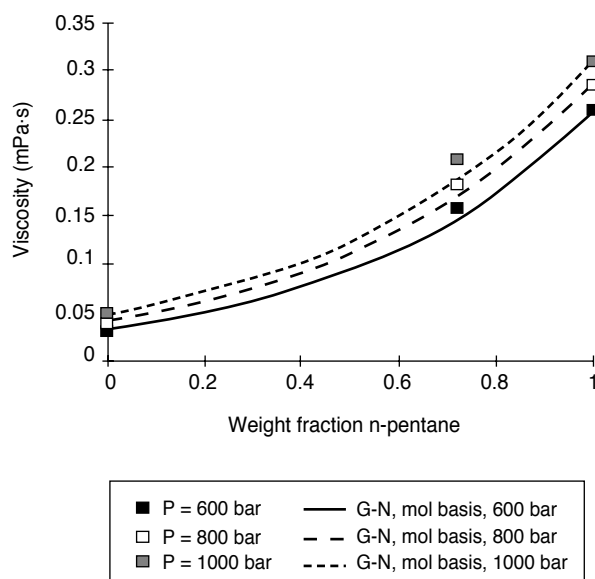 0.35
0.3
0.25
0.2
0.15
0.1
0.05
0
Viscosity (mPa·s)
0 0.2 0.4 0.6 0.8 1
Weight fraction n-pentane
P = 600 bar G-N, mol basis, 600 bar
P = 800 bar G-N, mol basis, 800 bar
P = 1000 bar G-N, mol basis, 1000 bar